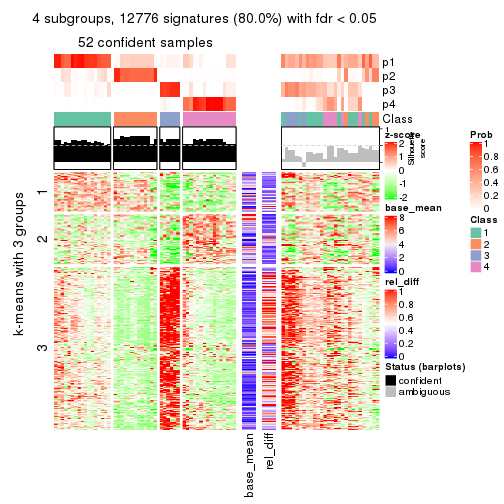 4 subgroups, 12776 signatures (80.0%) with fdr < 0.05
52 confident samples
p1
p2
p3
p4
Class
1
Silhouette
score
k-means with 3 groups
1
2
3
base_mean
rel_diff
z-score
2
1
0
-1
-2
base_mean
8
6
4
2
0
rel_diff
1
0.8
0.6
0.4
0.2
0
Status (barplots)
confident
ambiguous
Prob
1
0.8
0.6
0.4
0.2
0
Class
1
2
3
4